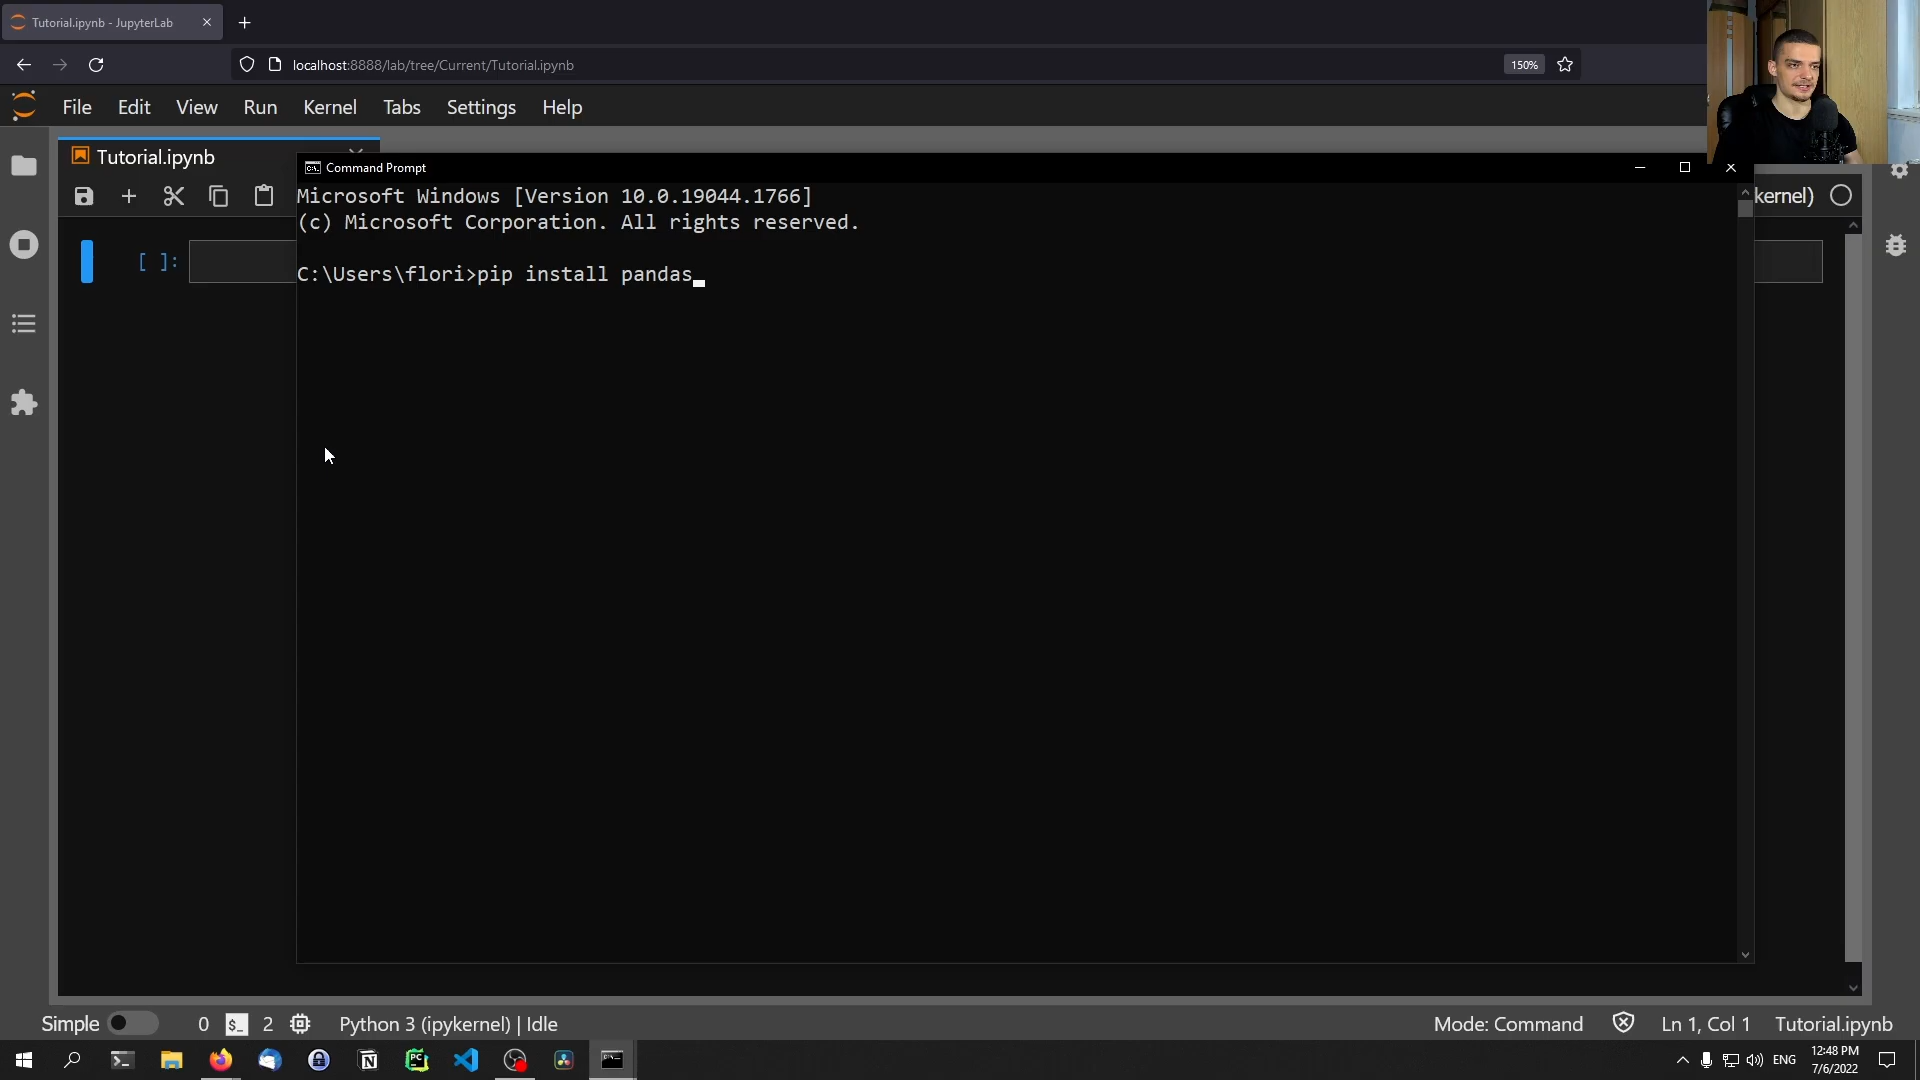 Tutorial.ipynb - JupyterLab
localhost:8888/lab/tree/Current/Tutorial.ipynb
150%
File Edit View Run Kernel Tabs Settings Help
Tutorial.ipynb
Command Prompt
Microsoft Windows [Version 10.0.19044.1766]
kernel)
(c) Microsoft Corporation. All rights reserved.
[ ]:
C:\Users\flori>pip install pandas
Simple 0 $_ 2 Python 3 (ipykernel) | Idle Mode: Command Ln 1, Col 1 Tutorial.ipynb
ENG 12:48 PM
7/6/2022